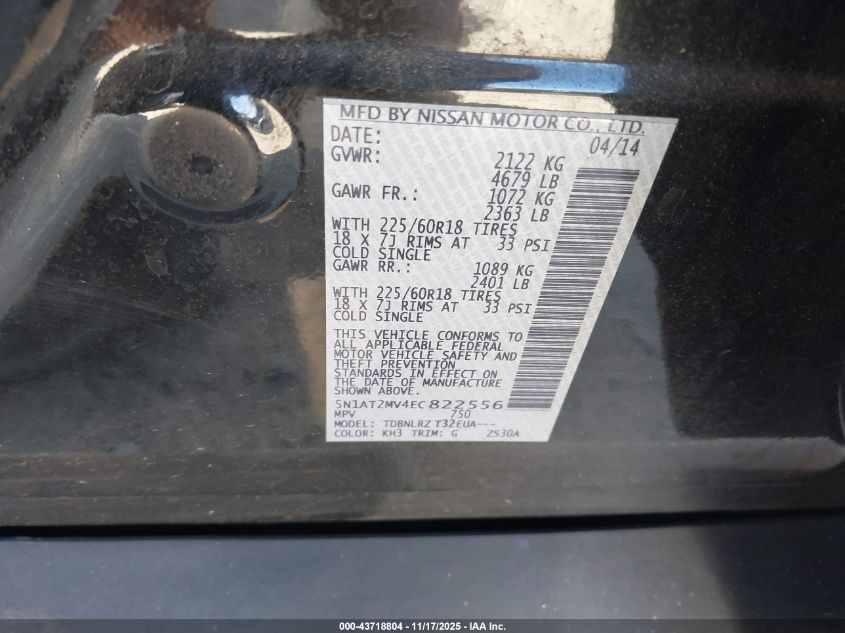 MFD BY NISSAN MOTOR CO., LTD.
DATE: 04/14
GVWR: 2122 KG
4679 LB
GAWR FR.: 1072 KG
2363 LB
WITH 225/60R18 TIRES
18 X 7J RIMS AT 33 PSI
COLD SINGLE
GAWR RR.: 1089 KG
2401 LB
WITH 225/60R18 TIRES
18 X 7J RIMS AT 33 PSI
COLD SINGLE
THIS VEHICLE CONFORMS TO
ALL APPLICABLE FEDERAL
MOTOR VEHICLE SAFETY AND
THEFT PREVENTION
STANDARDS IN EFFECT ON
THE DATE OF MANUFACTURE
SHOWN ABOVE.
5N1AT2MV4EC822556
MPV 750
MODEL: TDBNLRZ T32EUA---
COLOR: KH3 TRIM: G ZS30A
000-43718804 - 11/17/2025 - IAA Inc.